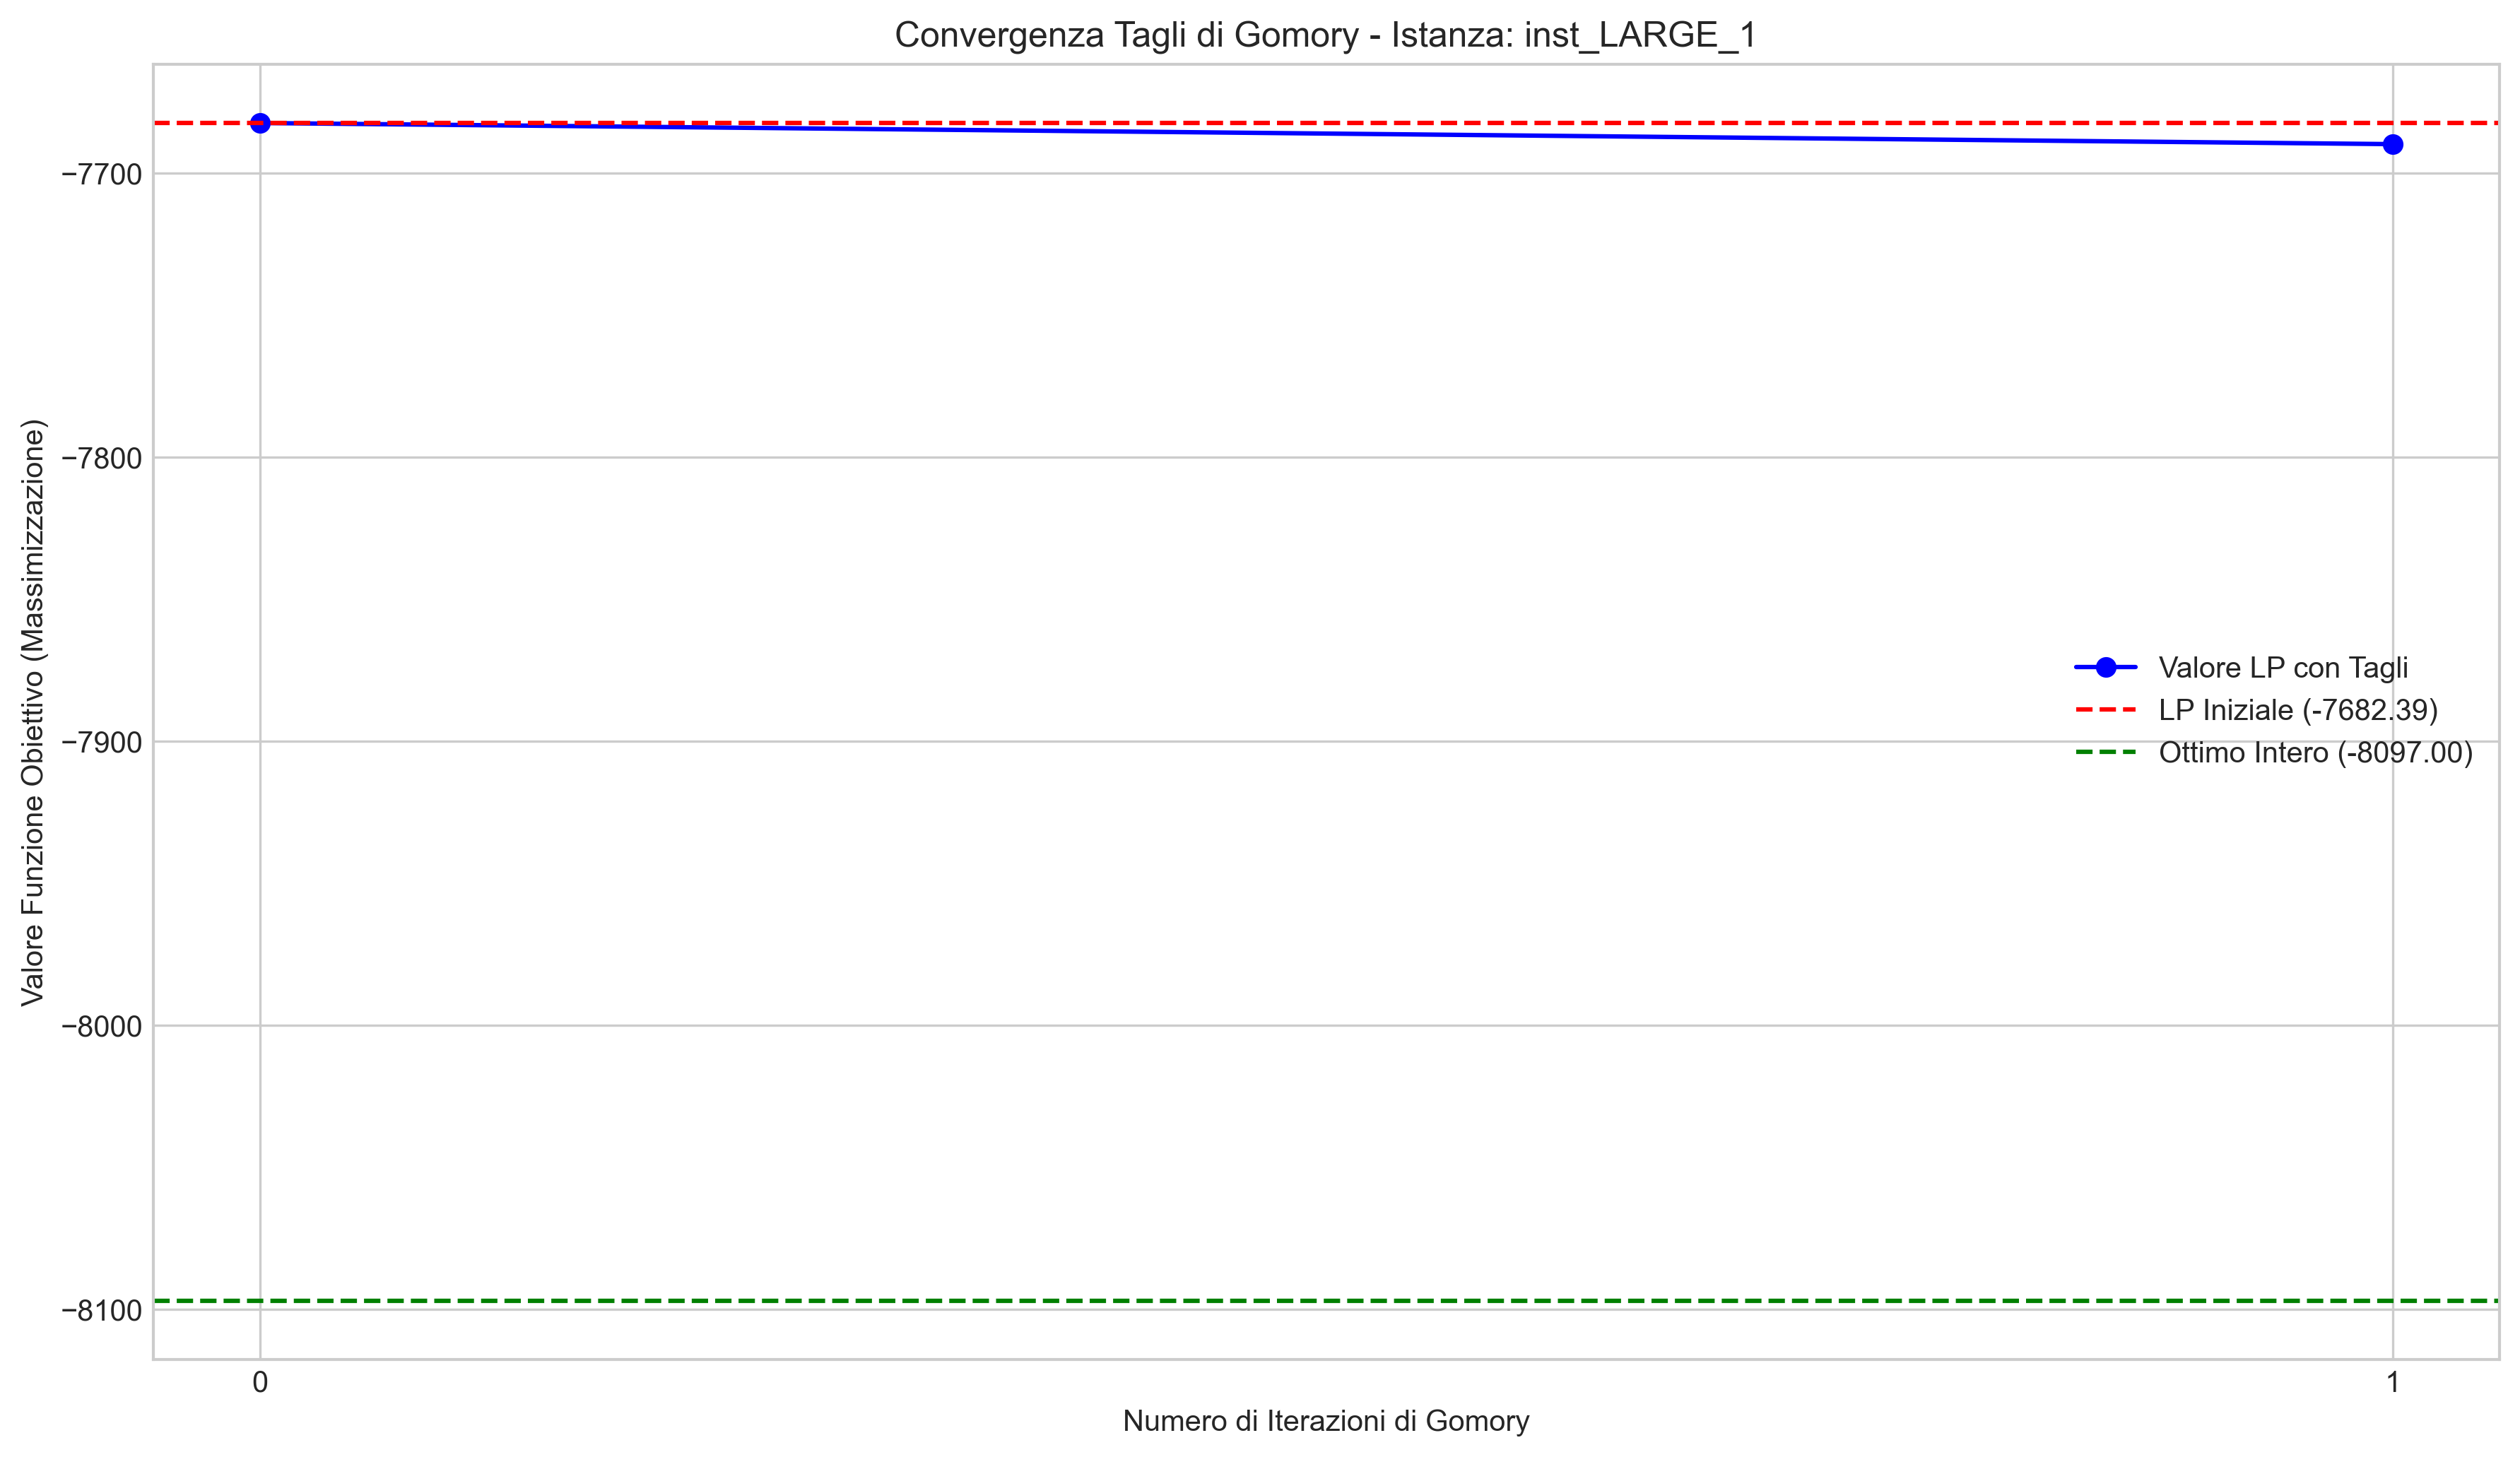 Convergenza Tagli di Gomory - Istanza: inst_LARGE_1
Valore Funzione Obiettivo (Massimizzazione)
−7700
−7800
−7900
−8000
−8100
Valore LP con Tagli
LP Iniziale (-7682.39)
Ottimo Intero (-8097.00)
0
1
Numero di Iterazioni di Gomory